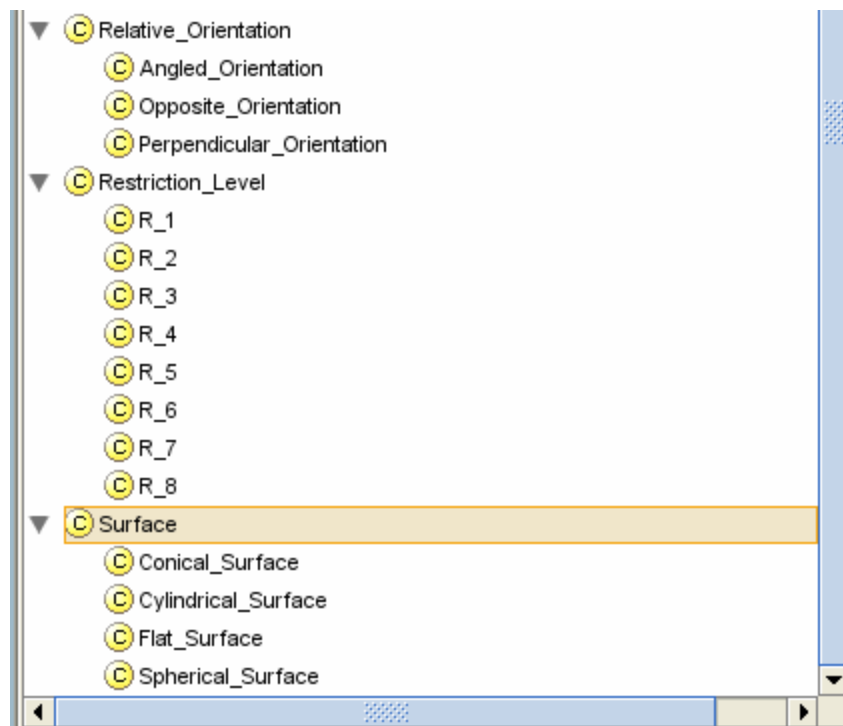 C Relative_Orientation
C Angled_Orientation
C Opposite_Orientation
C Perpendicular_Orientation
C Restriction_Level
C R_1
C R_2
C R_3
C R_4
C R_5
C R_6
C R_7
C R_8
C Surface
C Conical_Surface
C Cylindrical_Surface
C Flat_Surface
C Spherical_Surface